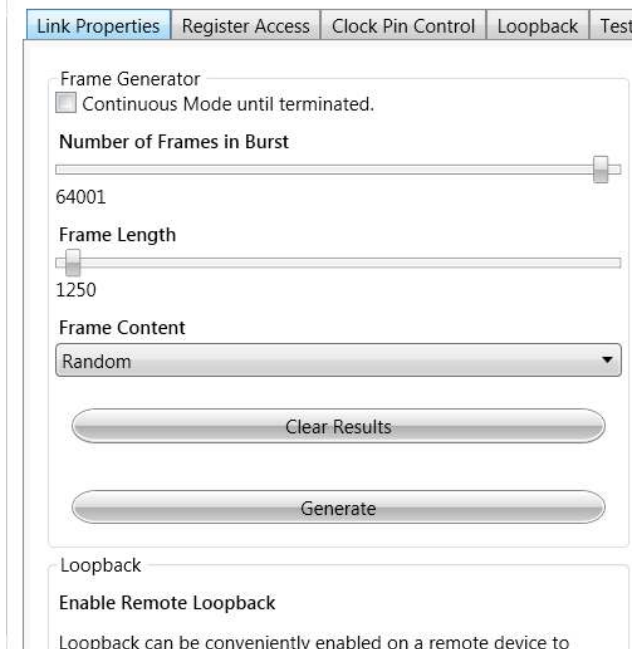 Link Properties Register Access Clock Pin Control Loopback Test
Frame Generator
Continuous Mode until terminated.
Number of Frames in Burst
64001
Frame Length
1250
Frame Content
Random
Clear Results
Generate
Loopback
Enable Remote Loopback
Loopback can be conveniently enabled on a remote device to